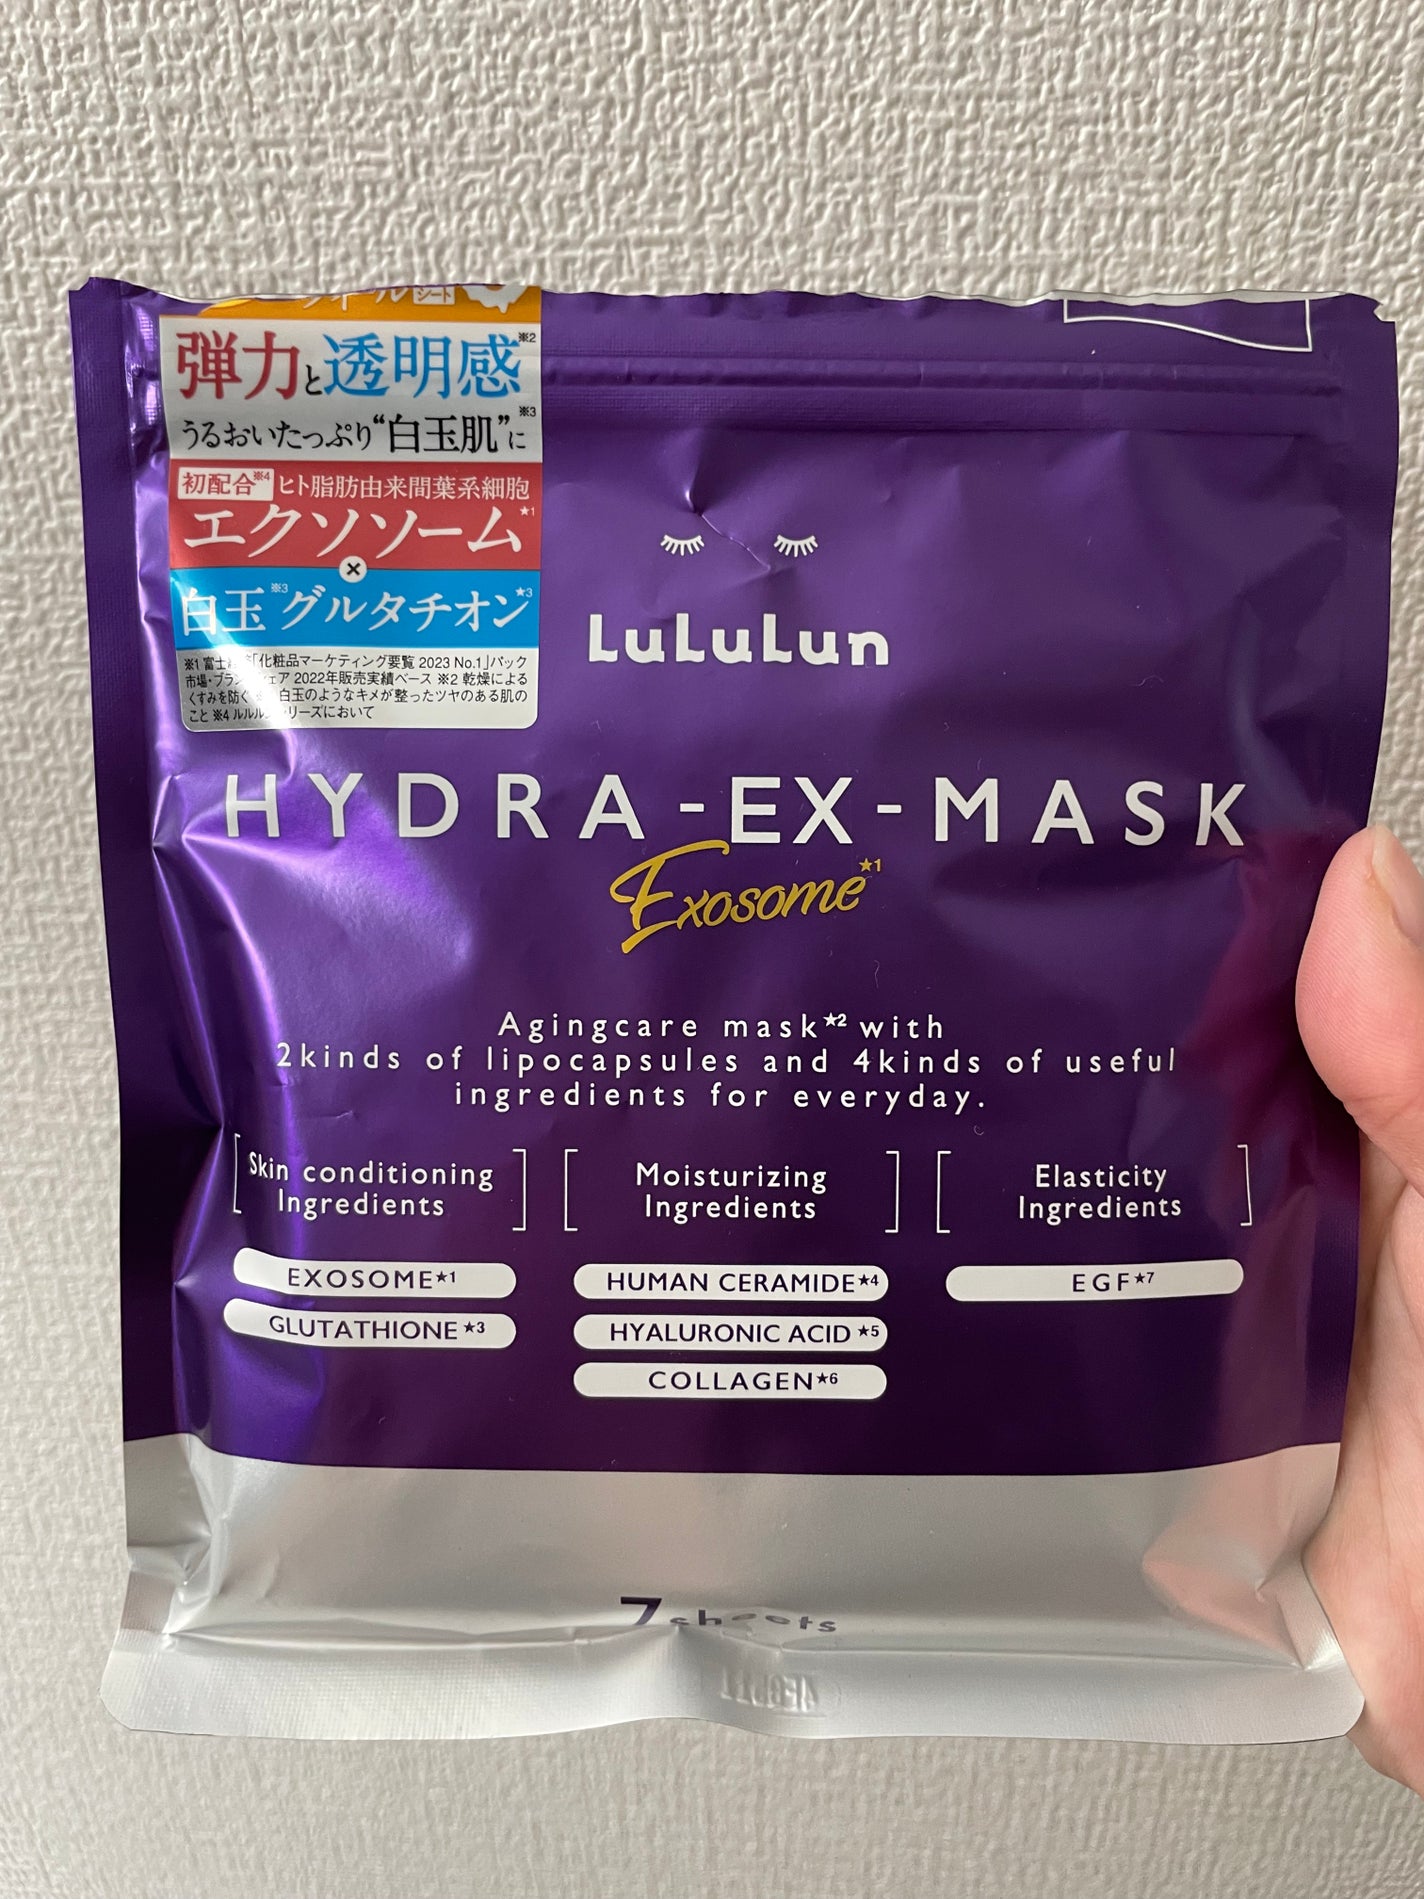 シート
弾力と透明感※2
うるおいたっぷり“白玉肌”に※3
初配合※4 ヒト脂肪由来間葉系細胞
エクソソーム★1
×
白玉※3グルタチオン★3
※1 富士 「化粧品マーケティング要覧 2023 No.1」パック
市場・ブラン ェア 2022年販売実績ベース ※2 乾燥による
くすみを防ぐ 白玉のようなキメが整ったツヤのある肌の
こと ※4 ルルル リーズにおいて
LuLuLun
HYDRA-EX-MASK
Exosome★1
Agingcare mask★2 with
2kinds of lipocapsules and 4kinds of useful
ingredients for everyday.
Skin conditioning
Ingredients
EXOSOME★1
GLUTATHIONE★3
Moisturizing
Ingredients
HUMAN CERAMIDE★4
HYALURONIC ACID★5
COLLAGEN★6
Elasticity
Ingredients
EGF★7
7sheets